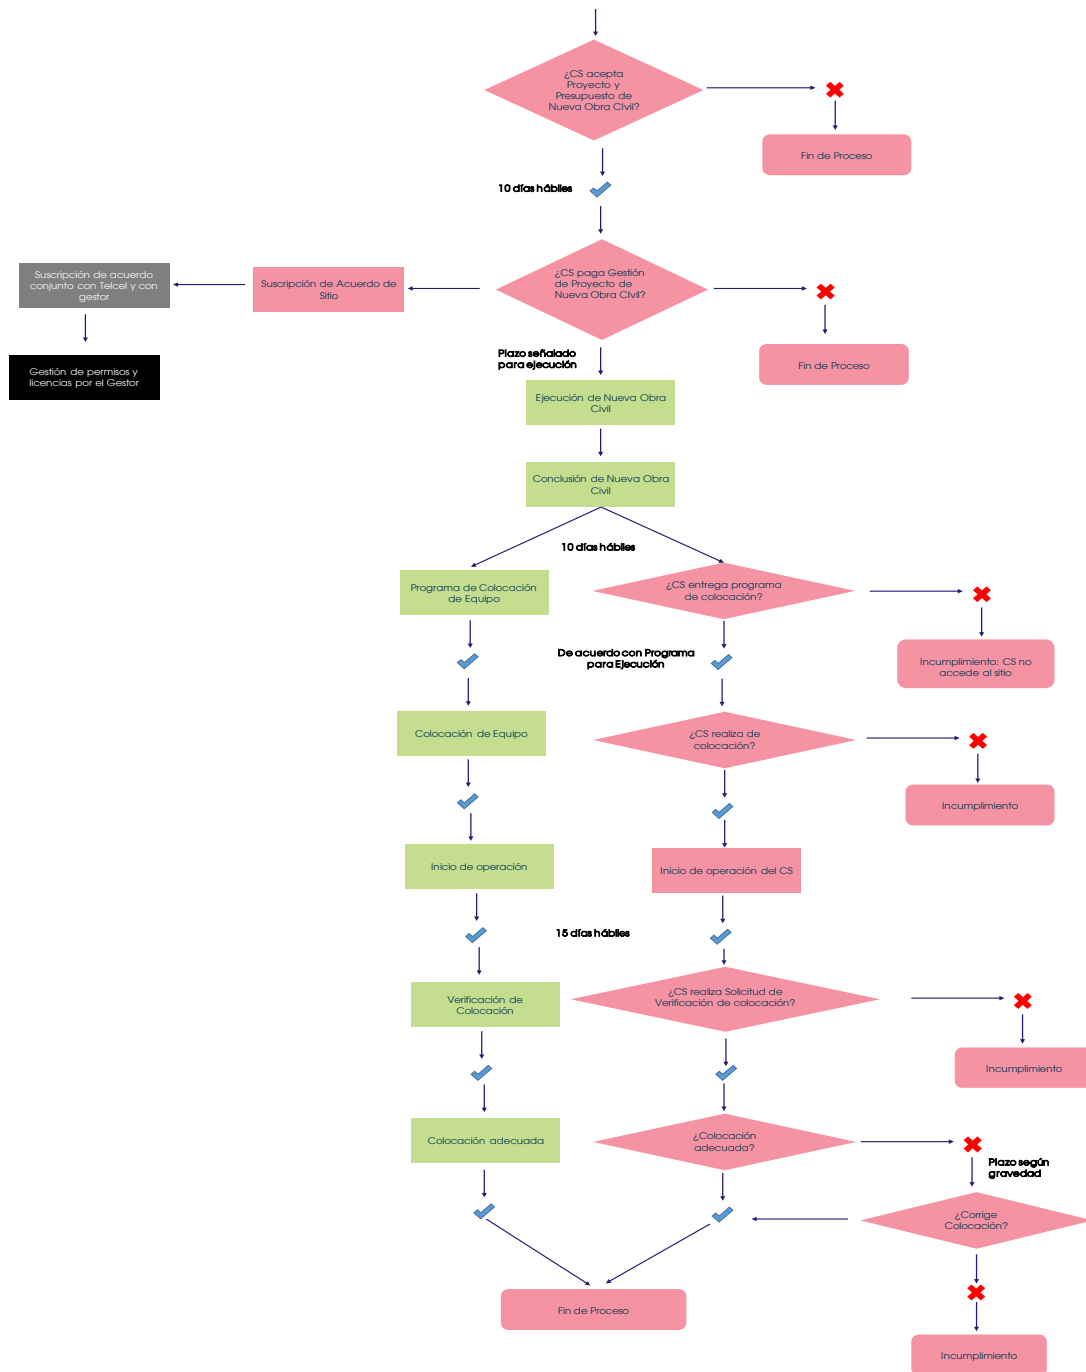 ¿CS acepta
Proyecto y
Presupuesto de
Nueva Obra Civil?
Fin de Proceso
10 días hábiles
Suscripción de acuerdo
conjunto con Telcel y con
gestor
Suscripción de Acuerdo de
Sitio
¿CS paga Gestión
de Proyecto de
Nueva Obra Civil?
Gestión de permisos y
licencias por el Gestor
Plazo señalado
para ejecución
Fin de Proceso
Ejecución de Nueva Obra
Civil
Conclusión de Nueva Obra
Civil
10 días hábiles
Programa de Colocación
de Equipo
¿CS entrega programa
de colocación?
De acuerdo con Programa
para Ejecución
Incumplimiento: CS no
accede al sitio
Colocación de Equipo
¿CS realiza de
colocación?
Incumplimiento
Inicio de operación
Inicio de operación del CS
15 días hábiles
Verificación de
Colocación
¿CS realiza Solicitud de
Verificación de colocación?
Incumplimiento
Colocación adecuada
¿Colocación
adecuada?
Plazo según
gravedad
¿Corrige
Colocación?
Fin de Proceso
Incumplimiento